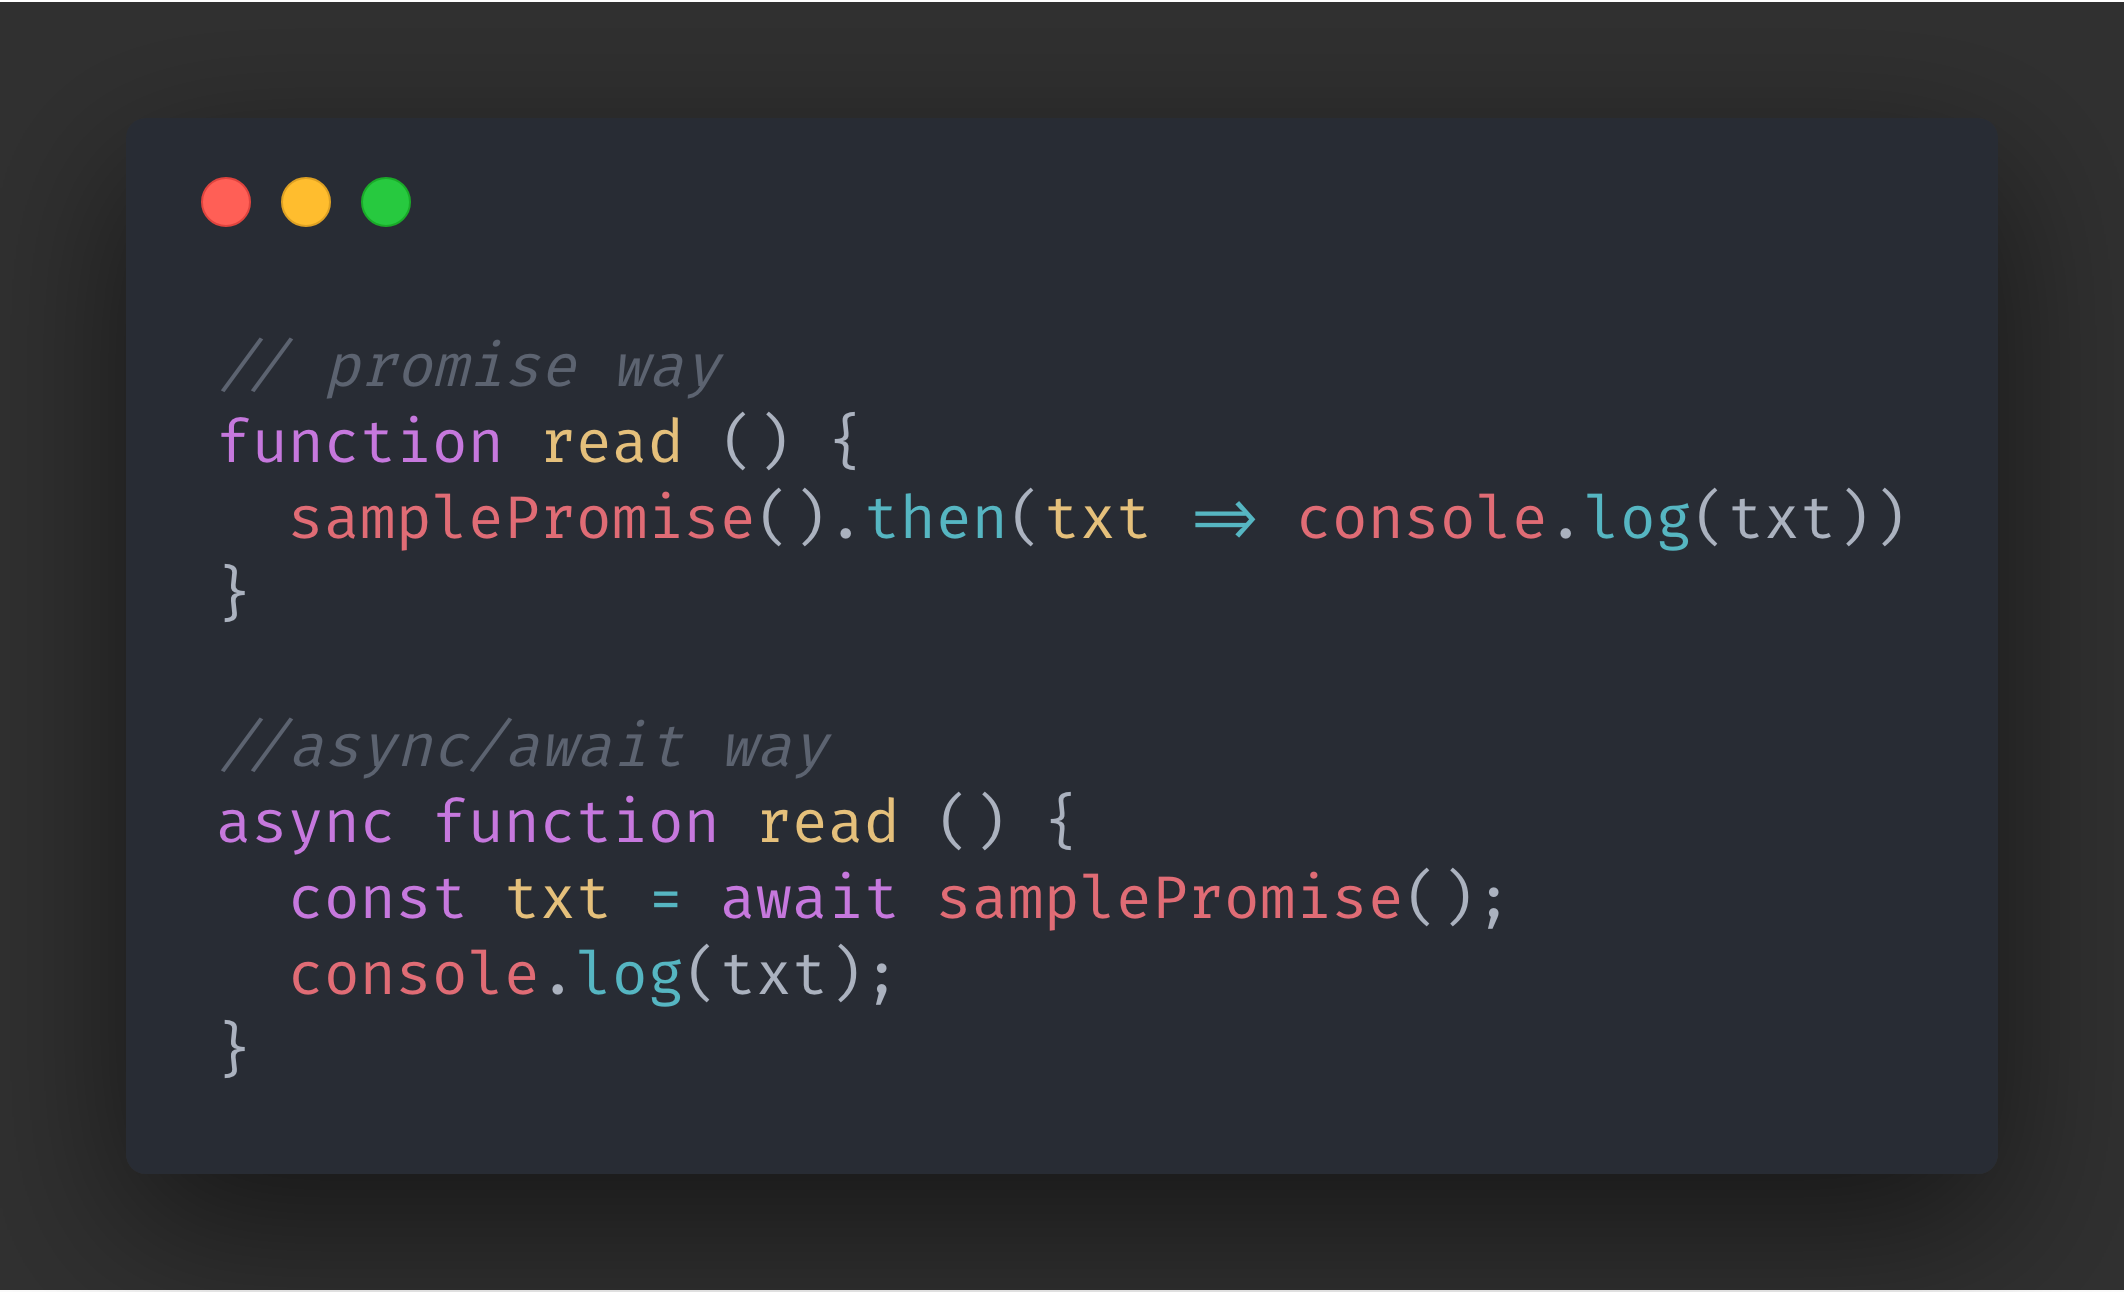 // promise way
function read () {
  samplePromise().then(txt => console.log(txt))
}
//async/await way
async function read () {
  const txt = await samplePromise();
  console.log(txt);
}